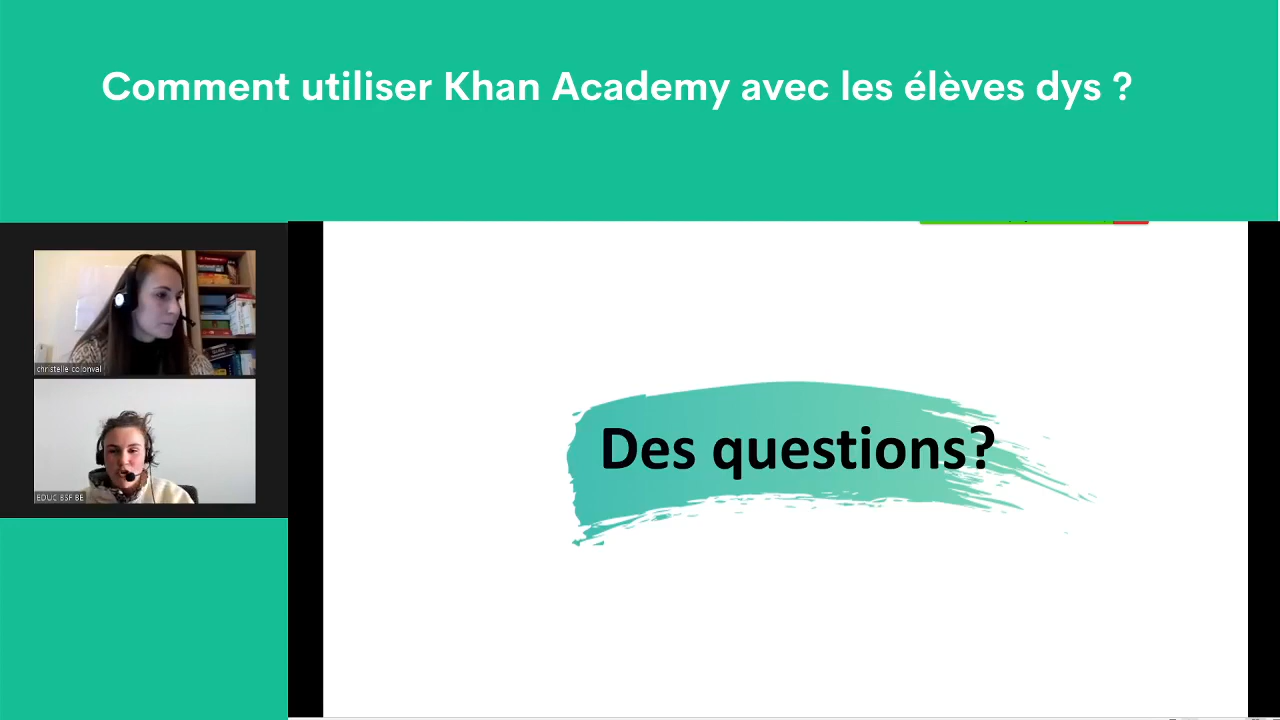 Comment utiliser Khan Academy avec les élèves dys ?
christelle colonval
EDUC BSF BE
Des questions?